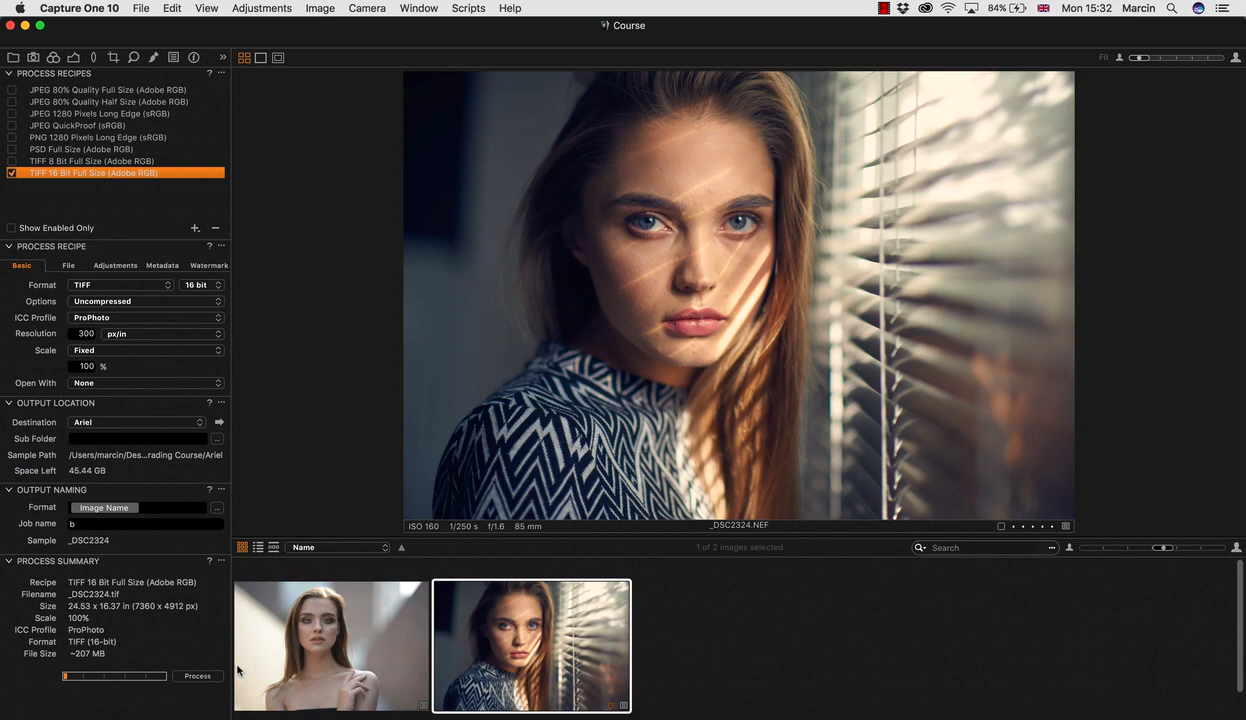 Capture One 10 File Edit View Adjustments Image Camera Window Scripts Help 84% Mon 15:32 Marcin
Course
PROCESS RECIPES ? ···
JPEG 80% Quality Full Size (Adobe RGB)
JPEG 80% Quality Half Size (Adobe RGB)
JPEG 1280 Pixels Long Edge (sRGB)
JPEG QuickProof (sRGB)
PNG 1280 Pixels Long Edge (sRGB)
PSD Full Size (Adobe RGB)
TIFF 8 Bit Full Size (Adobe RGB)
TIFF 16 Bit Full Size (Adobe RGB)
Show Enabled Only + −
PROCESS RECIPE ? ···
Basic File Adjustments Metadata Watermark
Format TIFF 16 bit
Options Uncompressed
ICC Profile ProPhoto
Resolution 300 px/in
Scale Fixed
100 %
Open With None
OUTPUT LOCATION ? ···
Destination Ariel
Sub Folder ...
Sample Path /Users/marcin/Des...rading Course/Ariel
Space Left 45.44 GB
OUTPUT NAMING ? ···
Format Image Name ...
Job name b
Sample _DSC2324
PROCESS SUMMARY ? ···
Recipe TIFF 16 Bit Full Size (Adobe RGB)
Filename _DSC2324.tif
Size 24.53 x 16.37 in (7360 x 4912 px)
Scale 100%
ICC Profile ProPhoto
Format TIFF (16-bit)
File Size ~207 MB
Process
Fit
ISO 160 1/250 s f/1.6 85 mm _DSC2324.NEF
Name 1 of 2 images selected Search ···